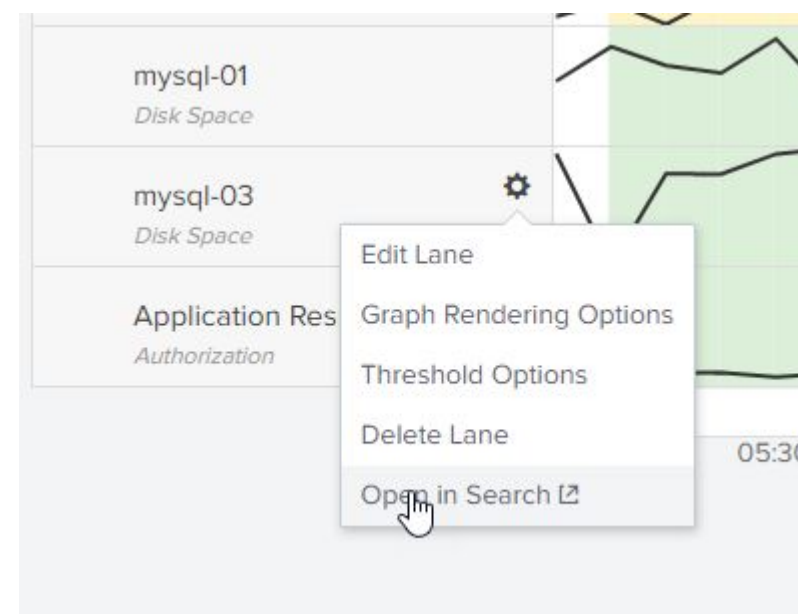 mysql-01
Disk Space
mysql-03
Disk Space
Edit Lane
Graph Rendering Options
Application Res
Authorization
Threshold Options
Delete Lane
05:30
Open in Search